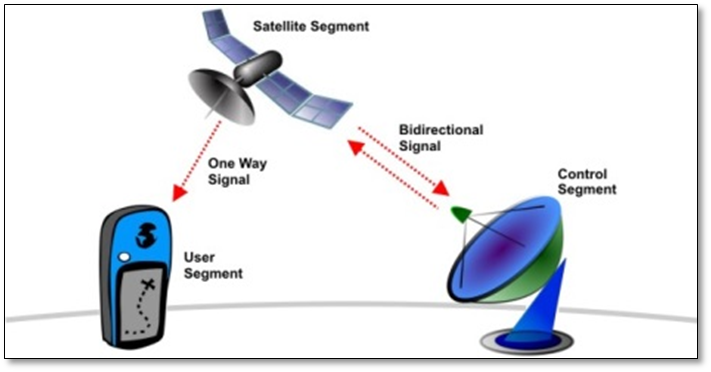 Satellite Segment
One Way
Signal
Bidirectional
Signal
Control
Segment
User
Segment